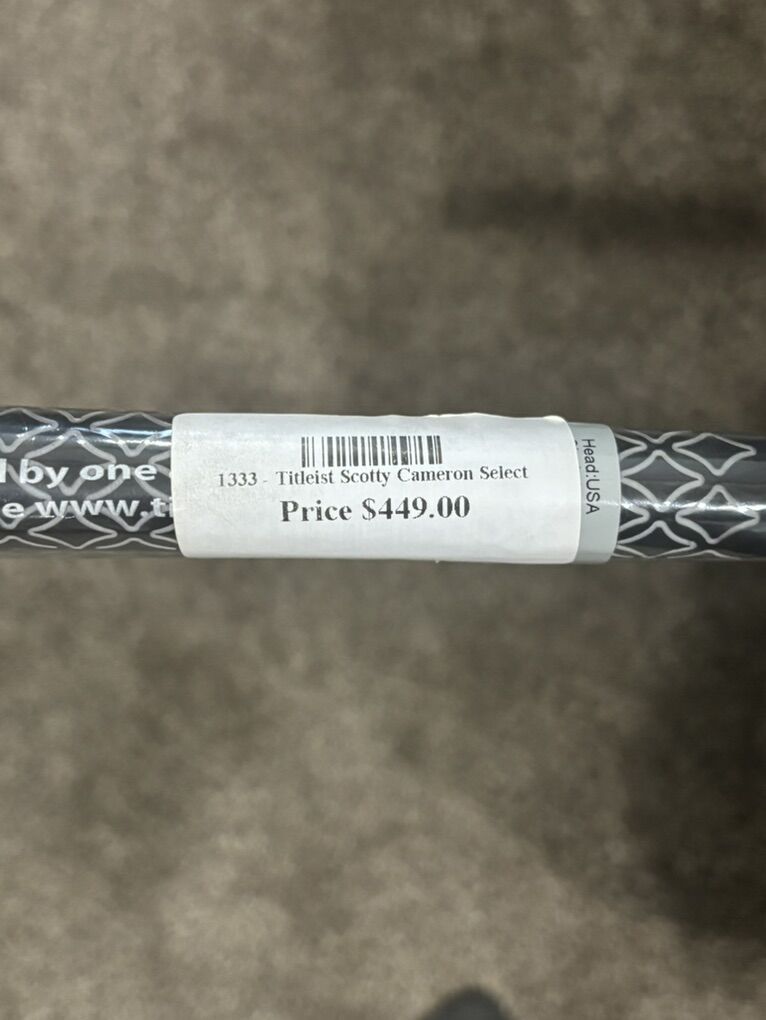 1333 - Titleist Scotty Cameron Select
Price $449.00
by one
www.ti
Head:USA